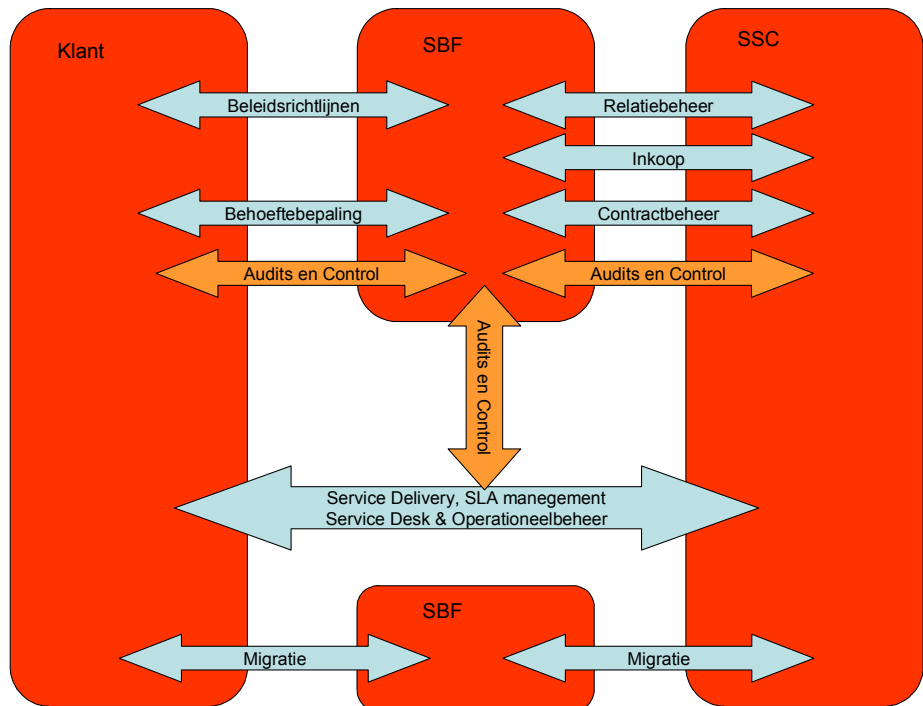 Klant
SBF
SSC
Beleidsrichtlijnen
Relatiebeheer
Inkoop
Behoeftebepaling
Contractbeheer
Audits en Control
Audits en Control
Audits en Control
Service Delivery, SLA manegement
Service Desk & Operationeelbeheer
SBF
Migratie
Migratie